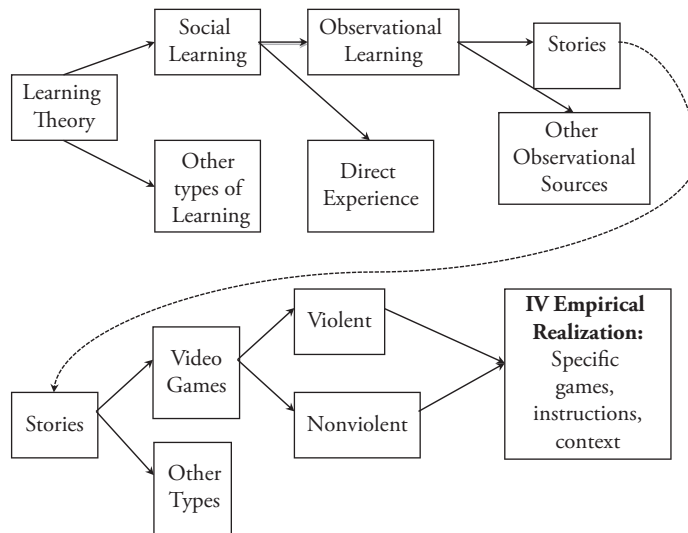 Social
Learning
Observational
Learning
Stories
Learning
Theory
Other
types of
Learning
Direct
Experience
Other
Observational
Sources
Violent
IV Empirical
Realization:
Specific
games,
instructions,
context
Video
Games
Stories
Nonviolent
Other
Types